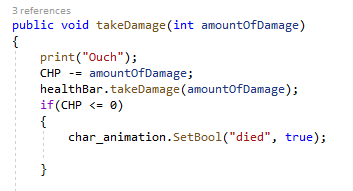 3 references
public void takeDamage(int amountOfDamage)
{
print("Ouch");
CHP -= amountOfDamage;
healthBar.takeDamage(amountOfDamage);
if(CHP <= 0)
{
char_animation.SetBool("died", true);
}